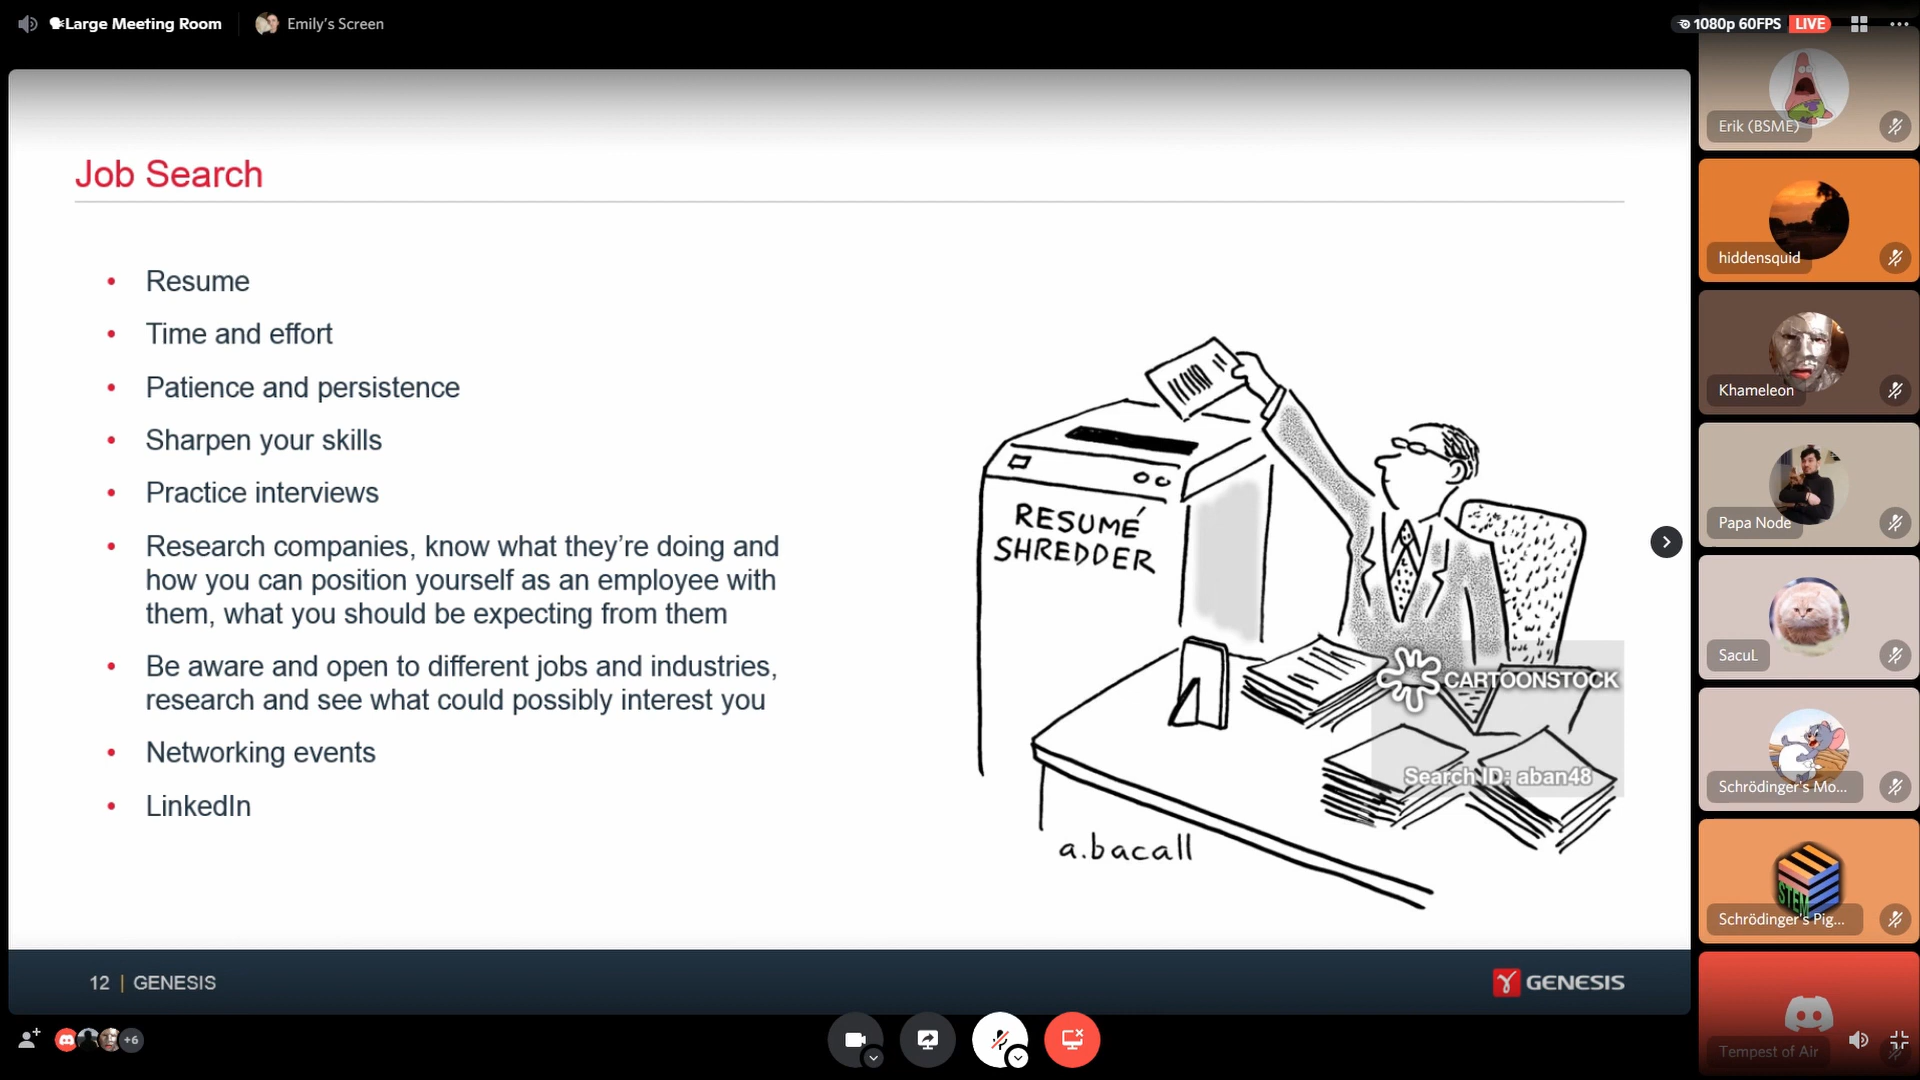 🗣Large Meeting Room
Emily's Screen
1080p 60FPS LIVE
Job Search
• Resume
• Time and effort
• Patience and persistence
• Sharpen your skills
• Practice interviews
• Research companies, know what they're doing and
how you can position yourself as an employee with
them, what you should be expecting from them
• Be aware and open to different jobs and industries,
research and see what could possibly interest you
• Networking events
• LinkedIn
RESUMÉ
SHREDDER
CARTOONSTOCK
Search ID: aban48
a.bacall
12 | GENESIS
GENESIS
Erik (BSME)
hiddensquid
Khameleon
Papa Node
SacuL
Schrödinger's Mo...
STEM
Schrödinger's Pig...
Tempest of Air
+6